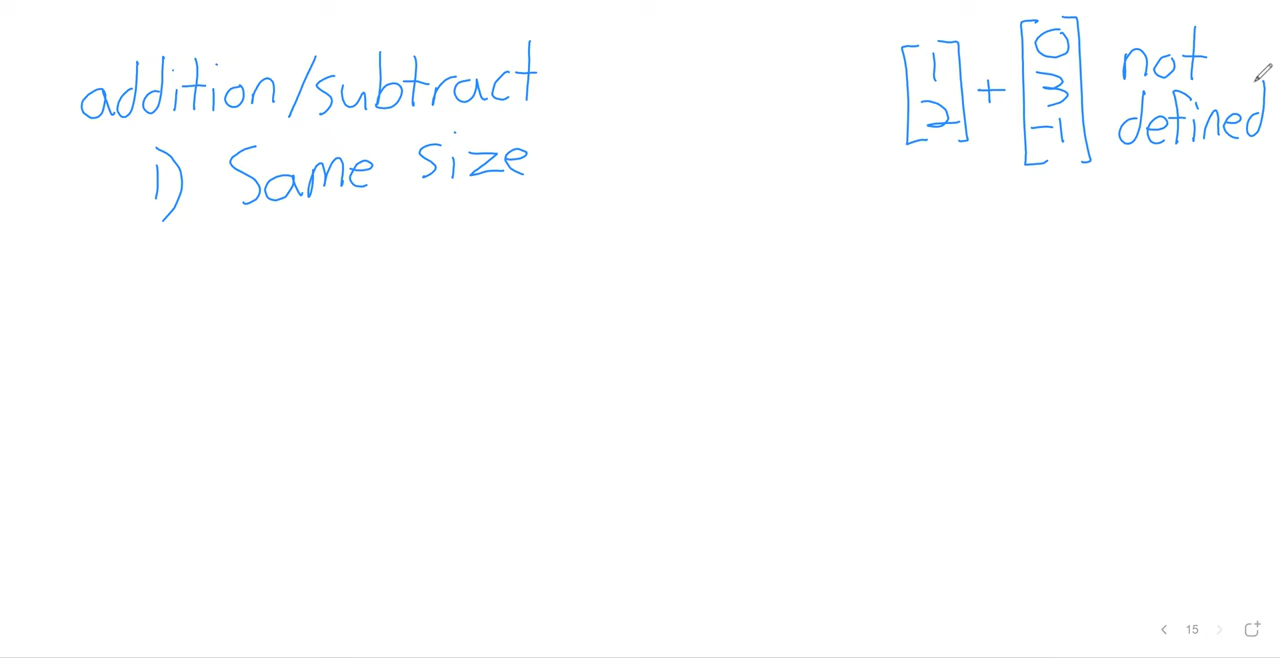 addition/subtract
1) Same size
[1 2] + [0 3 -1] not defined
15